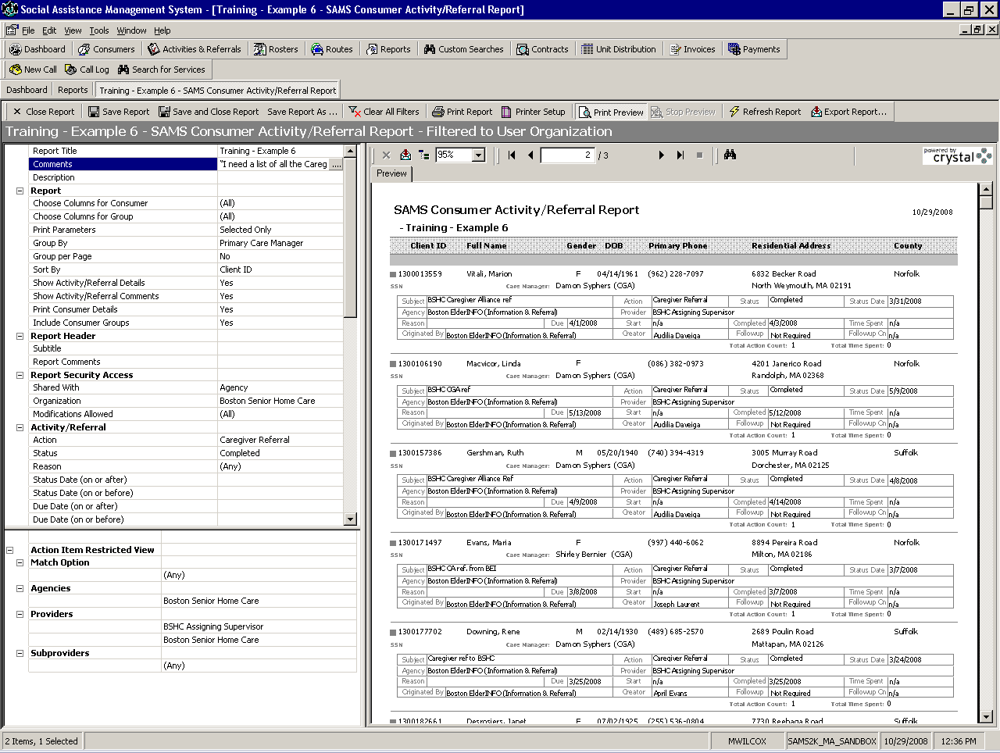 Social Assistance Management System - [Training - Example 6 - SAMS Consumer Activity/Referral Report]
File Edit View Tools Window Help
Dashboard Consumers Activities & Referrals Rosters Routes Reports Custom Searches Contracts Unit Distribution Invoices Payments
New Call Call Log Search for Services
Dashboard Reports Training - Example 6 - SAMS Consumer Activity/Referral Report
Close Report Save Report Save and Close Report Save Report As ... Clear All Filters Print Report Printer Setup Print Preview Stop Preview Refresh Report Export Report...
Training - Example 6 - SAMS Consumer Activity/Referral Report - Filtered to User Organization
Report Title Training - Example 6
Comments "I need a list of all the Careg ....
Description
Report
Choose Columns for Consumer (All)
Choose Columns for Group (All)
Print Parameters Selected Only
Group By Primary Care Manager
Group per Page No
Sort By Client ID
Show Activity/Referral Details Yes
Show Activity/Referral Comments Yes
Print Consumer Details Yes
Include Consumer Groups Yes
Report Header
Subtitle
Report Comments
Report Security Access
Shared With Agency
Organization Boston Senior Home Care
Modifications Allowed (All)
Activity/Referral
Action Caregiver Referral
Status Completed
Reason (Any)
Status Date (on or after)
Status Date (on or before)
Due Date (on or after)
Due Date (on or before)
Action Item Restricted View
Match Option
(Any)
Agencies
Boston Senior Home Care
Providers
BSHC Assigning Supervisor
Boston Senior Home Care
Subproviders
(Any)
95% 2 / 3 powered by crystal
Preview
SAMS Consumer Activity/Referral Report 10/29/2008
- Training - Example 6
Client ID Full Name Gender DOB Primary Phone Residential Address County
1300013559 Vitali, Marion F 04/14/1961 (962) 228-7097 6832 Becker Road Norfolk
SSN Care Manager: Damon Syphers (CGA) North Weymouth, MA 02191
Subject BSHC Caregiver Alliance ref Action Caregiver Referral Status Completed Status Date 3/31/2008
Agency Boston ElderINFO (Information & Referral) Provider BSHC Assigning Supervisor
Reason Due 4/1/2008 Start n/a Completed 4/3/2008 Time Spent n/a
Originated By Boston ElderINFO (Information & Referral) Creator Audilia Daveiga Followup Not Required Followup Cn n/a
Total Action Count: 1 Total Time Spent: 0
1300106190 Macvicor, Linda F (086) 382-0973 4201 Janerico Road Norfolk
SSN Care Manager: Damon Syphers (CGA) Randolph, MA 02368
Subject BSHC CGA ref Action Caregiver Referral Status Completed Status Date 5/9/2008
Agency Boston ElderINFO (Information & Referral) Provider BSHC Assigning Supervisor
Reason Due 5/13/2008 Start n/a Completed 5/12/2008 Time Spent n/a
Originated By Boston ElderINFO (Information & Referral) Creator Audilia Daveiga Followup Not Required Followup Cn n/a
Total Action Count: 1 Total Time Spent: 0
1300157386 Gershman, Ruth M 05/20/1940 (740) 394-4319 3005 Murray Road Suffolk
SSN Care Manager: Damon Syphers (CGA) Dorchester, MA 02125
Subject BSHC Caregiver Alliance Ref Action Caregiver Referral Status Completed Status Date 4/8/2008
Agency Boston ElderINFO (Information & Referral) Provider BSHC Assigning Supervisor
Reason Due 4/9/2008 Start n/a Completed 4/14/2008 Time Spent n/a
Originated By Boston ElderINFO (Information & Referral) Creator Audilia Daveiga Followup Not Required Followup Cn n/a
Total Action Count: 1 Total Time Spent: 0
1300171497 Evans, Maria F (997) 440-6062 8894 Pereira Road Norfolk
SSN Care Manager: Shirley Bernier (CGA) Milton, MA 02186
Subject BSHC CA ref. from BEI Action Caregiver Referral Status Completed Status Date 3/7/2008
Agency Boston ElderINFO (Information & Referral) Provider BSHC Assigning Supervisor
Reason Due 3/8/2008 Start n/a Completed 3/7/2008 Time Spent n/a
Originated By Boston ElderINFO (Information & Referral) Creator Joseph Laurent Followup Not Required Followup Cn n/a
Total Action Count: 1 Total Time Spent: 0
1300177702 Downing, Rene M 02/14/1930 (489) 685-2570 2689 Poulin Road Suffolk
SSN Care Manager: Damon Syphers (CGA) Mattapan, MA 02126
Subject Caregiver ref to BSHC Action Caregiver Referral Status Completed Status Date 3/24/2008
Agency Boston ElderINFO (Information & Referral) Provider BSHC Assigning Supervisor
Reason Due 3/25/2008 Start n/a Completed 3/25/2008 Time Spent n/a
Originated By Boston ElderINFO (Information & Referral) Creator April Evans Followup Not Required Followup Cn n/a
Total Action Count: 1 Total Time Spent: 0
1300182661 Desrosiers, Janet F 07/02/1925 (255) 536-0804 7730 Reebaga Road Suffolk
2 Items, 1 Selected MWILCOX SAMS2K_MA_SANDBOX 10/29/2008 12:36 PM